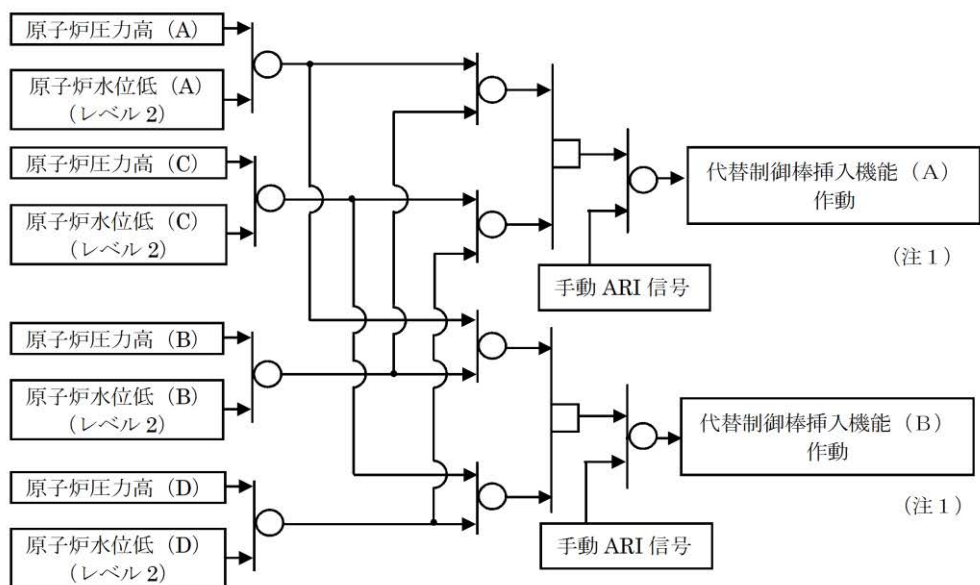 原子炉圧力高 (A)
原子炉水位低 (A)
(レベル 2)
原子炉圧力高 (C)
原子炉水位低 (C)
(レベル 2)
代替制御棒挿入機能 (A)
作動
(注1)
手動 ARI 信号
原子炉圧力高 (B)
原子炉水位低 (B)
(レベル 2)
代替制御棒挿入機能 (B)
作動
(注1)
手動 ARI 信号
原子炉圧力高 (D)
原子炉水位低 (D)
(レベル 2)